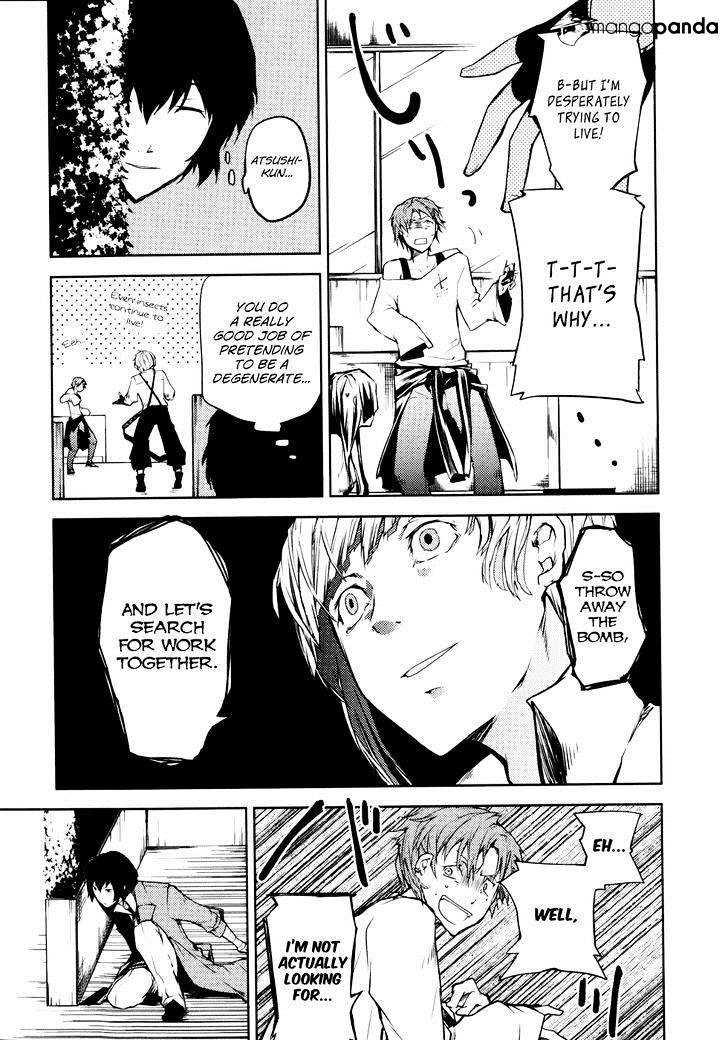 mangapanda
B-BUT I'M
DESPERATELY
TRYING TO
LIVE!
T-T-T-
THAT'S
WHY...
ATSUSHI-
KUN...
YOU DO
A REALLY
GOOD JOB OF
PRETENDING
TO BE A
DEGENERATE...
Even insects
continue to
live!
Eeh
S-SO
THROW
AWAY
THE
BOMB,
AND LET'S
SEARCH
FOR WORK
TOGETHER.
EH...
WELL,
I'M NOT
ACTUALLY
LOOKING
FOR...